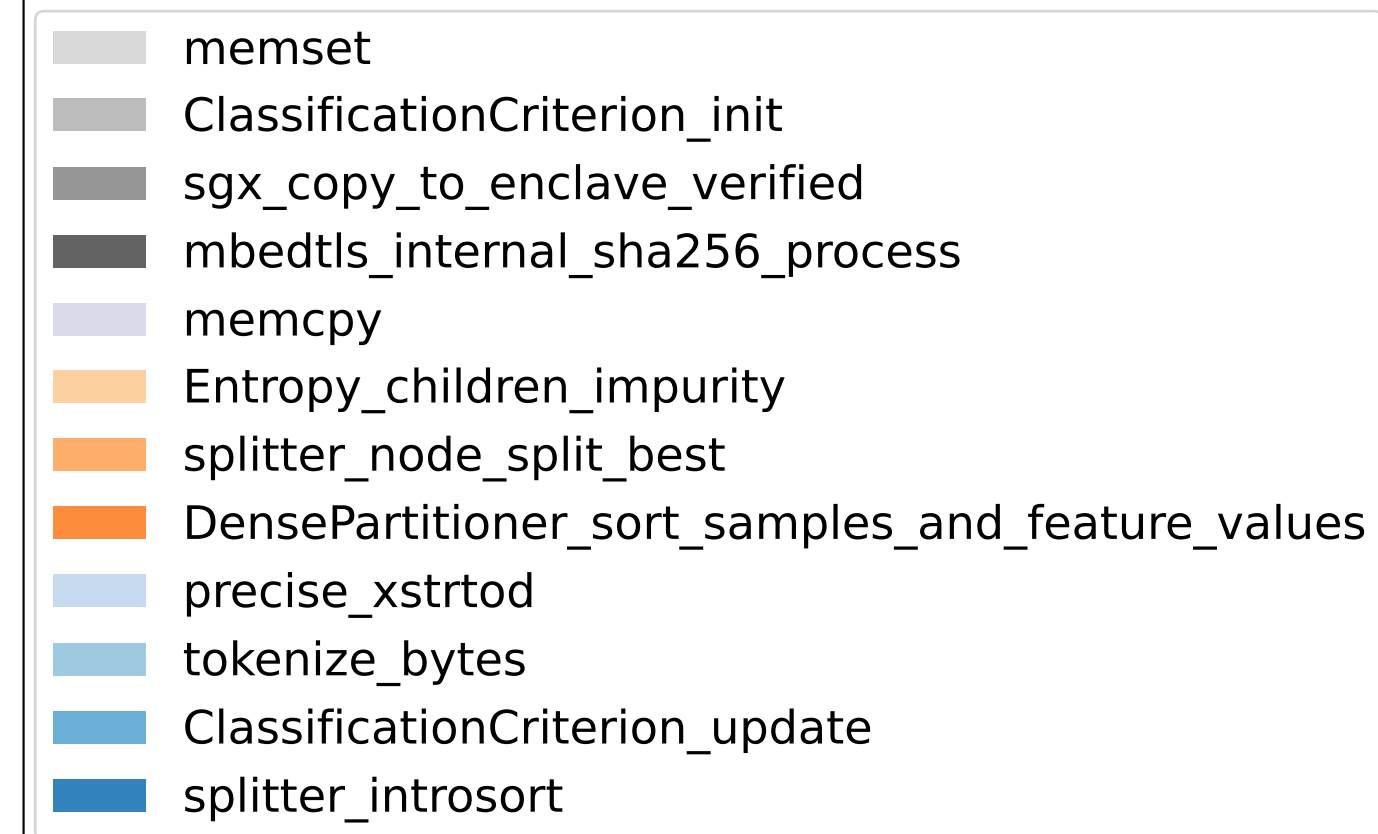 memset
ClassificationCriterion_init
sgx_copy_to_enclave_verified
mbedtls_internal_sha256_process
memcpy
Entropy_children_impurity
splitter_node_split_best
DensePartitioner_sort_samples_and_feature_values
precise_xstrtod
tokenize_bytes
ClassificationCriterion_update
splitter_introsort